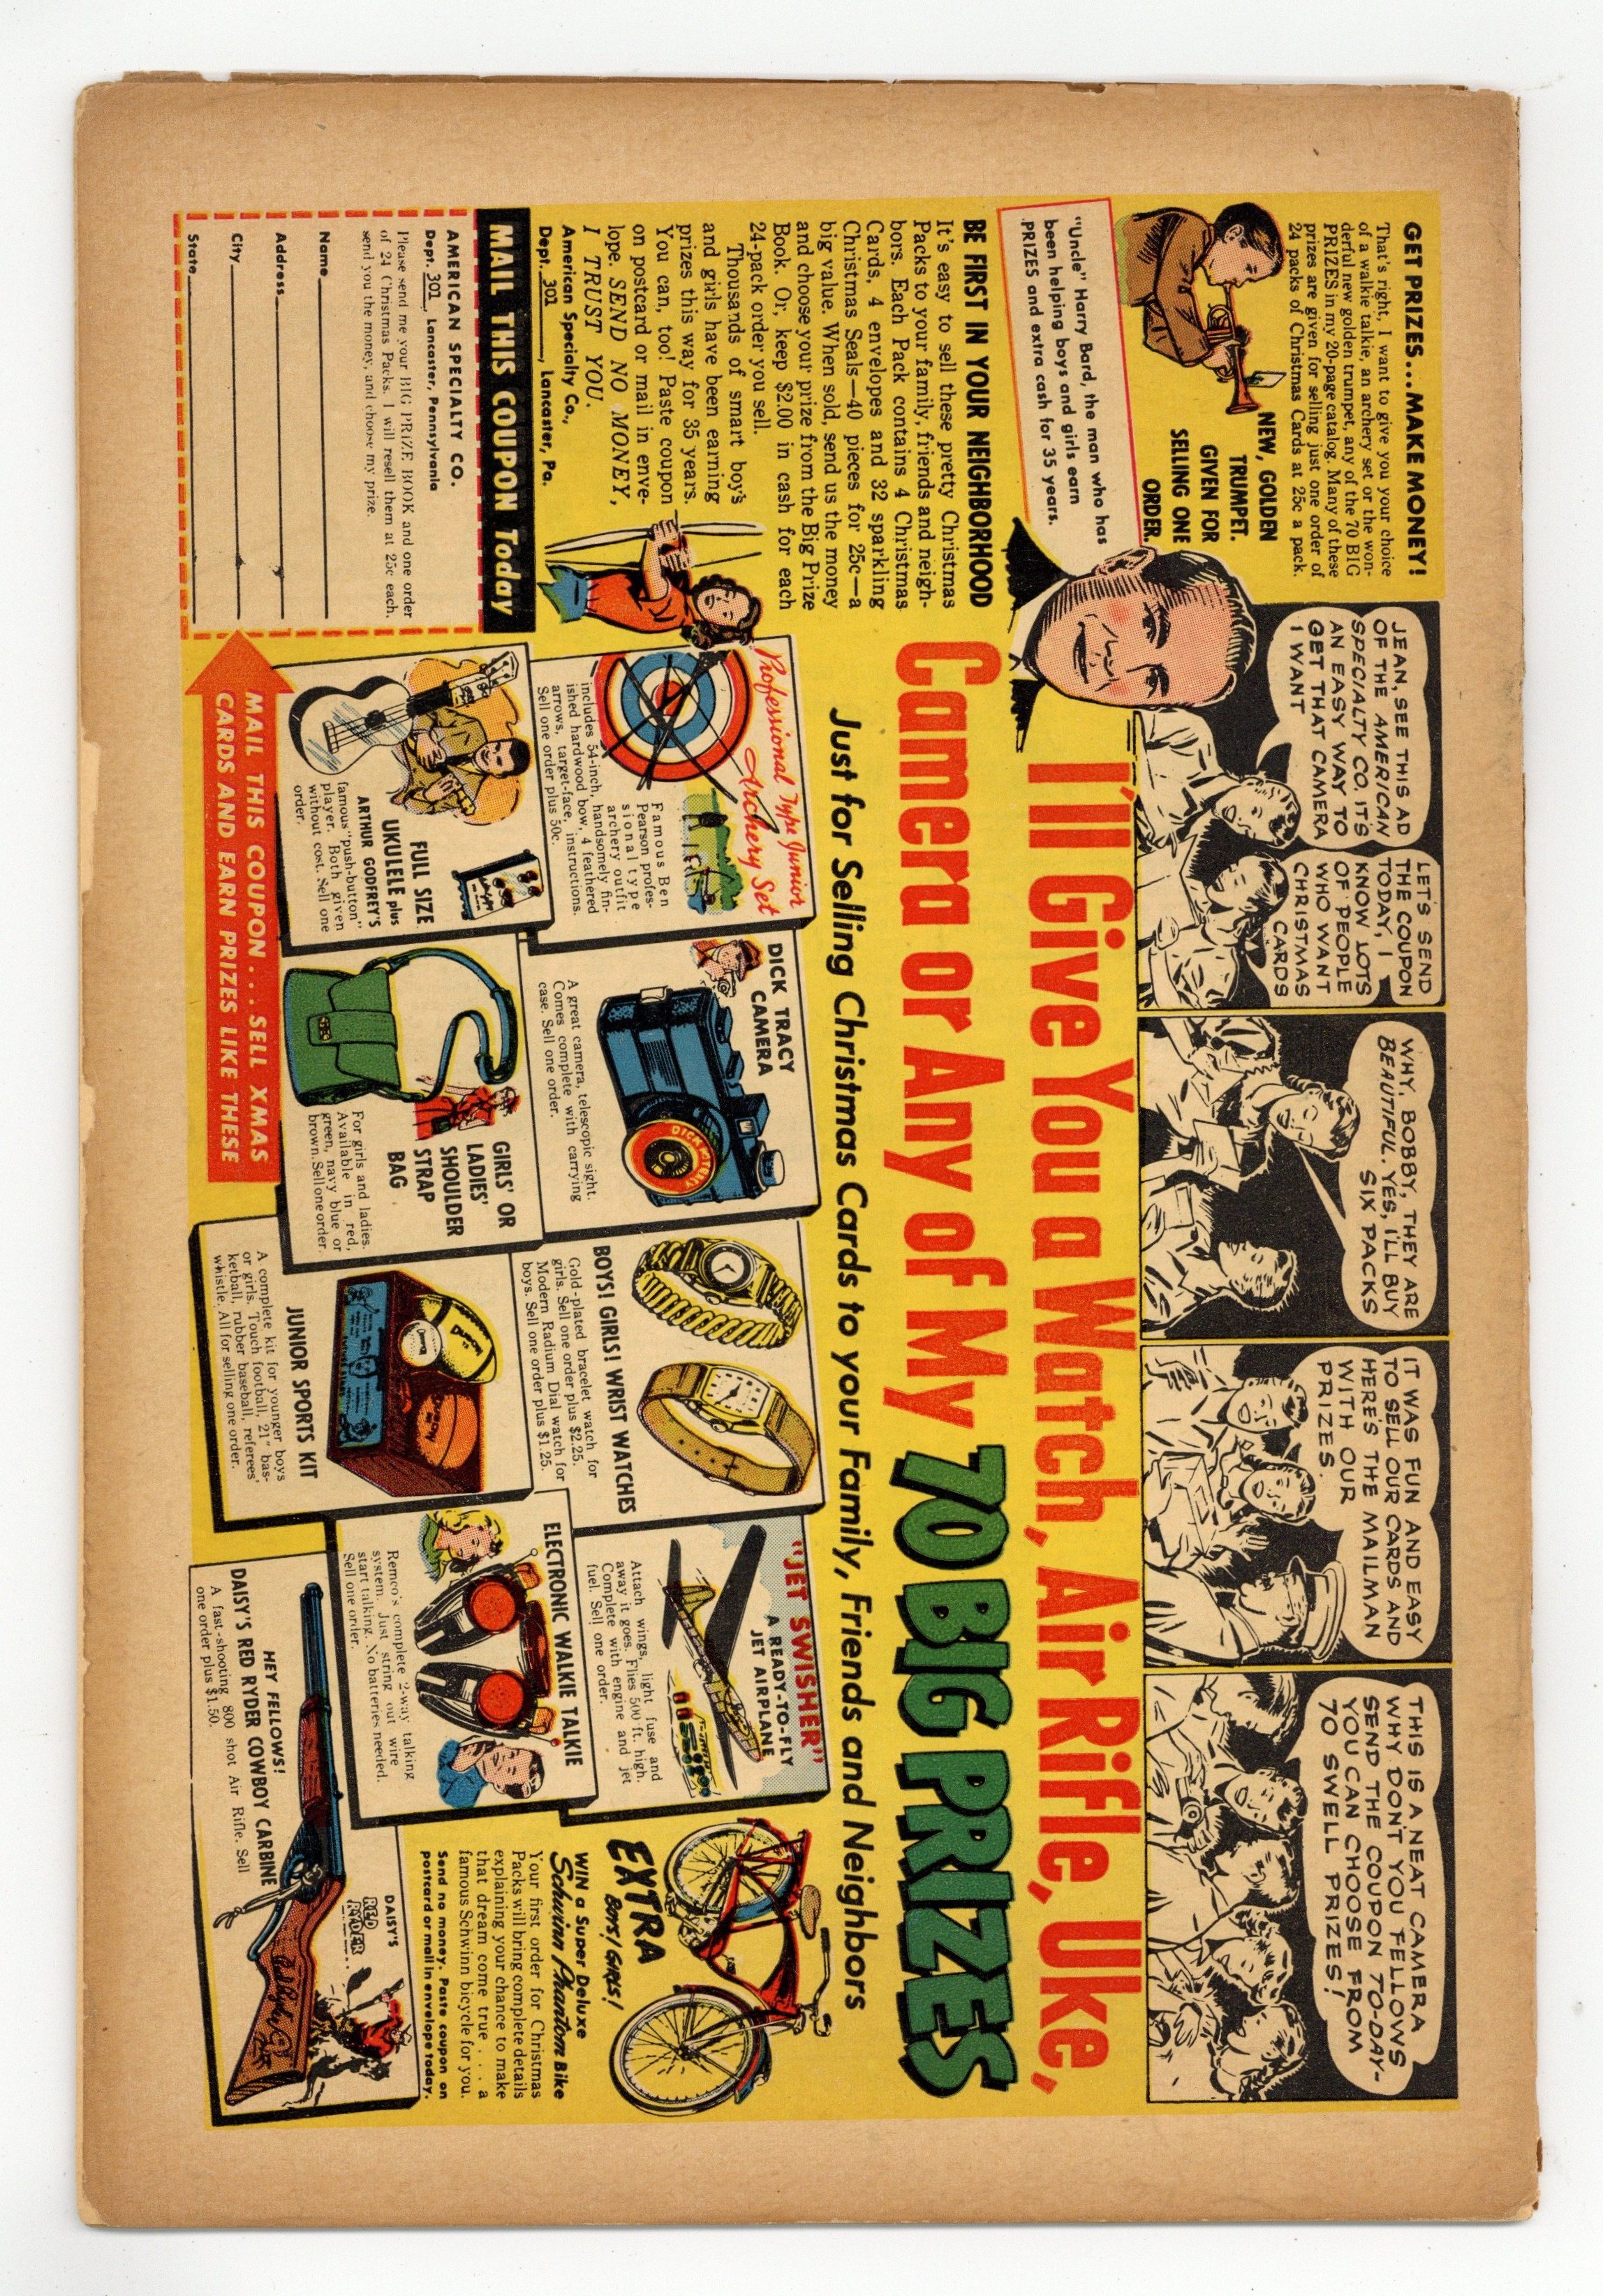 GET PRIZES...MAKE MONEY!
That's right, I want to give you your choice
of a walkie talkie, an archery set or the won-
derful new golden trumpet, any of the 70 BIG
PRIZES in my 20-page catalog. Many of these
prizes are given for selling just one order of
24 packs of Christmas Cards at 25c a pack.
NEW, GOLDEN
TRUMPET.
GIVEN FOR
SELLING ONE
ORDER.
"Uncle" Harry Bard, the man who has
been helping boys and girls earn
PRIZES and extra cash for 35 years.
JEAN, SEE THIS AD
OF THE AMERICAN
SPECIALTY CO. IT'S
AN EASY WAY TO
GET THAT CAMERA
I WANT
LET'S SEND
THE COUPON
TODAY, I
KNOW LOTS
OF PEOPLE
WHO WANT
CHRISTMAS
CARDS
WHY, BOBBY, THEY ARE
BEAUTIFUL. YES, I'LL BUY
SIX PACKS
IT WAS FUN AND EASY
TO SELL OUR CARDS AND
HERE'S THE MAILMAN
WITH OUR
PRIZES.
THIS IS A NEAT CAMERA
WHY DON'T YOU FELLOWS
SEND THE COUPON TO-DAY-
YOU CAN CHOOSE FROM
70 SWELL PRIZES!
I'll Give You a Watch, Air Rifle, Uke,
Camera or Any of My 70 BIG PRIZES
Just for Selling Christmas Cards to your Family, Friends and Neighbors
BE FIRST IN YOUR NEIGHBORHOOD
It's easy to sell these pretty Christmas
Packs to your family, friends and neigh-
bors. Each Pack contains 4 Christmas
Cards, 4 envelopes and 32 sparkling
Christmas Seals—40 pieces for 25c—a
big value. When sold, send us the money
and choose your prize from the Big Prize
Book. Or, keep $2.00 in cash for each
24-pack order you sell.
Thousands of smart boys
and girls have been earning
prizes this way for 35 years.
You can, too! Paste coupon
on postcard or mail in enve-
lope. SEND NO MONEY,
I TRUST YOU.
American Specialty Co.,
Dept. 301, Lancaster, Pa.
MAIL THIS COUPON Today
AMERICAN SPECIALTY CO.
Dept. 301, Lancaster, Pennsylvania
Please send me your BIG PRIZE BOOK and one order
of 24 Christmas Packs. I will resell them at 25c each,
send you the money, and choose my prize.
Name
Address
City
State
Professional Type Junior
Archery Set
Famous Ben
Pearson profes-
sional type
archery outfit
includes 54-inch, handsomely fin-
ished hardwood bow, 4 feathered
arrows, target-face, instructions.
Sell one order plus 50c.
DICK TRACY
CAMERA
DICK TRACY
A great camera, telescopic sight.
Comes complete with carrying
case. Sell one order.
BOYS! GIRLS! WRIST WATCHES
Gold-plated bracelet watch for
girls. Sell one order plus $2.25.
Modern Radium Dial watch for
boys. Sell one order plus $1.25.
"JET SWISHER"
A READY-TO-FLY
JET AIRPLANE
Attach wings, light fuse and
away it goes. Flies 500 ft. high.
Complete with engine and jet
fuel. Sell one order.
EXTRA
BOYS! GIRLS!
WIN a Super Deluxe
Schwinn Phantom Bike
Your first order for Christmas
Packs will bring complete details
explaining your chance to make
that dream come true . . . a
famous Schwinn bicycle for you.
Send no money. Paste coupon on
postcard or mail in envelope today.
FULL SIZE
UKULELE plus
ARTHUR GODFREY'S
famous "push-button"
player. Both given
without cost. Sell one
order.
GIRLS' OR
LADIES'
SHOULDER
STRAP
BAG
For girls and ladies.
Available in red,
green, navy blue or
brown. Sell one order.
JUNIOR SPORTS KIT
A complete kit for younger boys
or girls. Touch football, 21" bas-
ketball, rubber baseball, referees'
whistle. All for selling one order.
ELECTRONIC WALKIE TALKIE
Remco's complete 2-way talking
system. Just string out wire
start talking. No batteries needed.
Sell one order.
HEY FELLOWS!
DAISY'S RED RYDER COWBOY CARBINE
A fast-shooting 800 shot Air Rifle. Sell
one order plus $1.50.
DAISY'S
RED
RYDER
MAIL THIS COUPON...SELL XMAS
CARDS AND EARN PRIZES LIKE THESE